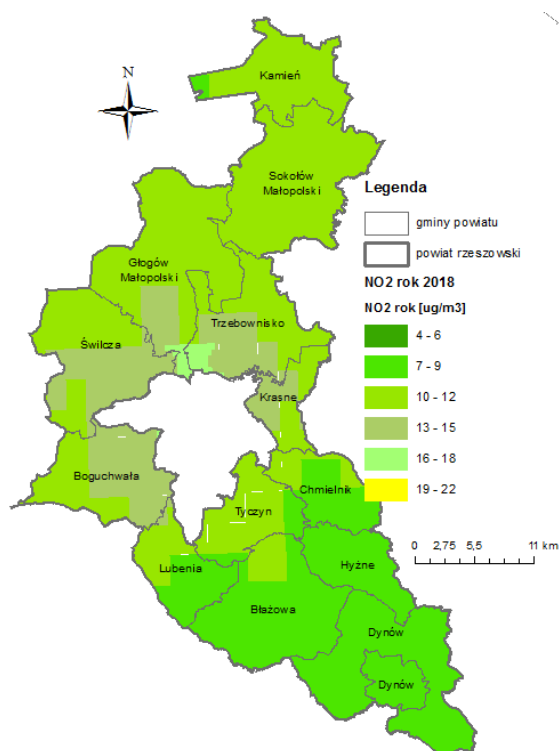 N
Kamień
Sokołów
Małopolski
Głogów
Małopolski
Trzebownisko
Świlcza
Krasne
Boguchwała
Chmielnik
Tyczyn
Lubenia
Hyżne
Błażowa
Dynów
Dynów
Legenda
gminy powiatu
powiat rzeszowski
NO2 rok 2018
NO2 rok [ug/m3]
4 - 6
7 - 9
10 - 12
13 - 15
16 - 18
19 - 22
0 2,75 5,5 11 km